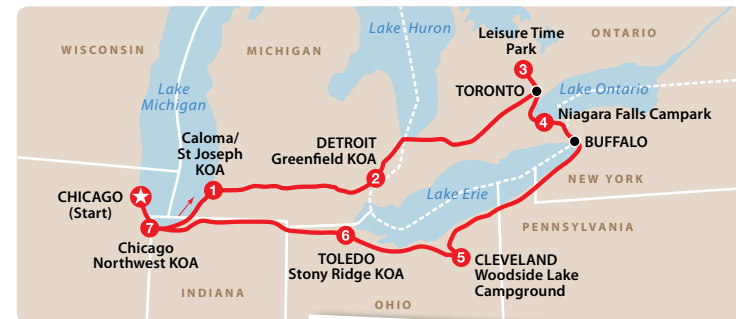 WISCONSIN
MICHIGAN
Lake Huron
Leisure Time
Park
ONTARIO
3
TORONTO
Lake Ontario
Lake
Michigan
4
Niagara Falls Campark
Caloma/
St Joseph
KOA
DETROIT
Greenfield KOA
BUFFALO
2
NEW YORK
1
CHICAGO
(Start)
Lake Erie
7
6
PENNSYLVANIA
Chicago
Northwest KOA
TOLEDO
Stony Ridge KOA
5
CLEVELAND
Woodside Lake
Campground
INDIANA
OHIO